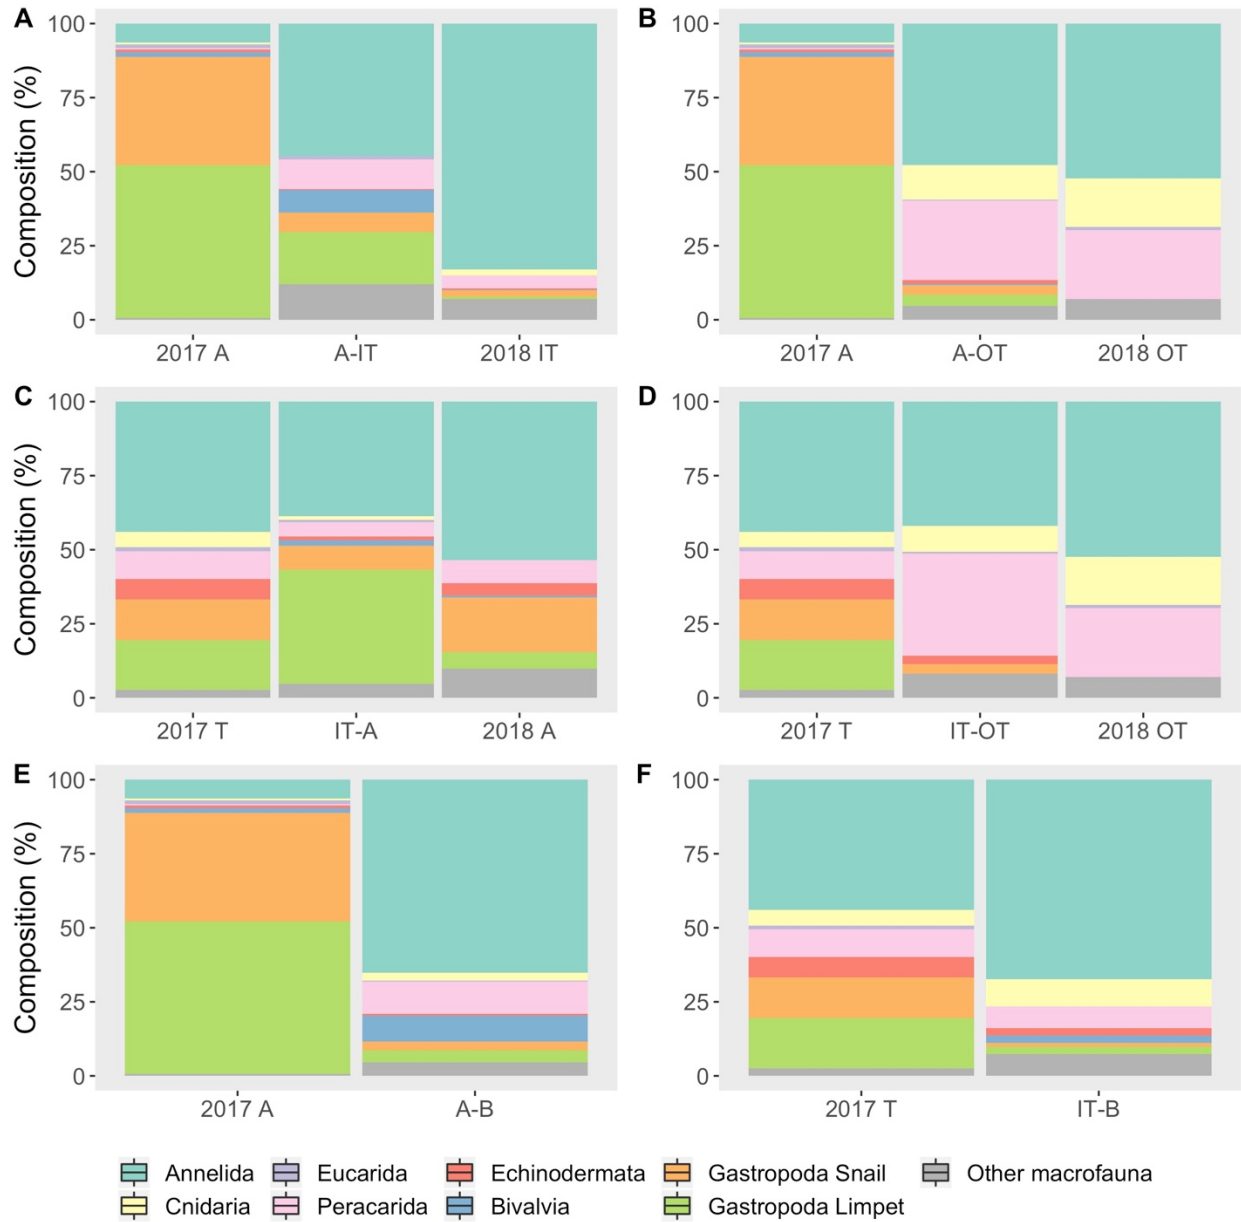 A
B
Composition (%)
100
75
50
25
0
100
75
50
25
0
2017 A A-IT 2018 IT
2017 A A-OT 2018 OT
C
D
Composition (%)
100
75
50
25
0
100
75
50
25
0
2017 T IT-A 2018 A
2017 T IT-OT 2018 OT
E
F
Composition (%)
100
75
50
25
0
100
75
50
25
0
2017 A A-B
2017 T IT-B
Annelida Eucarida Echinodermata Gastropoda Snail Other macrofauna
Cnidaria Peracarida Bivalvia Gastropoda Limpet